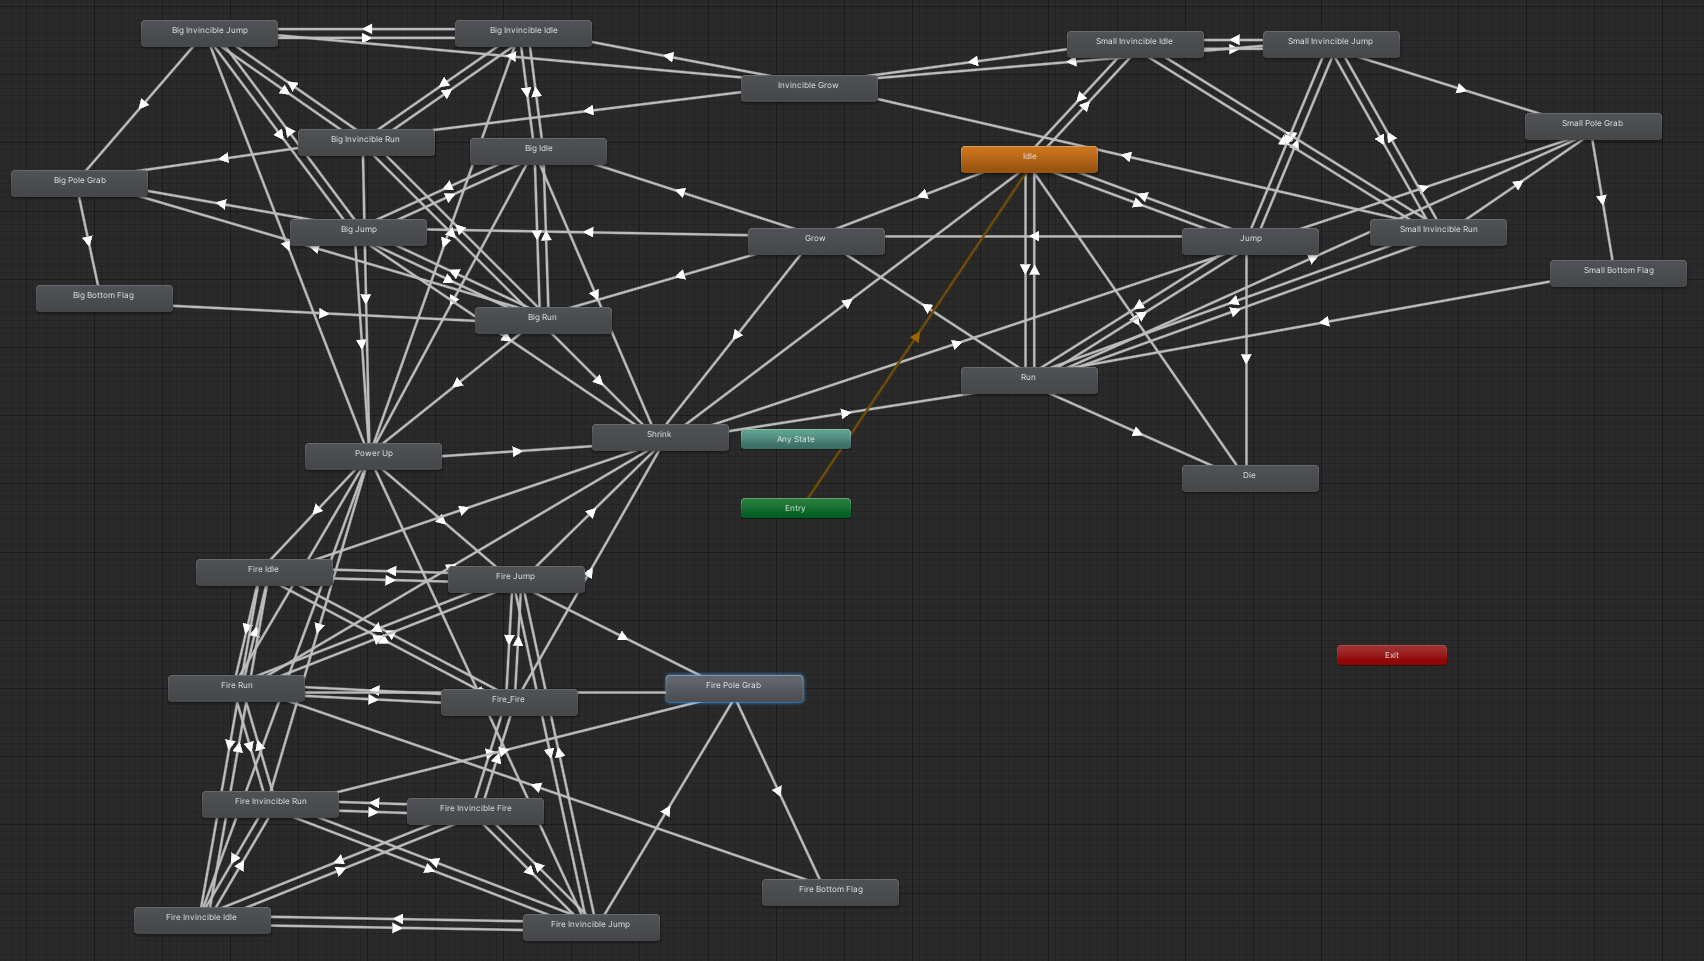 Big Invincible Jump
Big Invincible Idle
Small Invincible Idle
Small Invincible Jump
Invincible Grow
Small Pole Grab
Big Invincible Run
Big Idle
Idle
Big Pole Grab
Big Jump
Grow
Jump
Small Invincible Run
Small Bottom Flag
Big Bottom Flag
Big Run
Run
Shrink
Any State
Power Up
Die
Entry
Fire Idle
Fire Jump
Exit
Fire Run
Fire_Fire
Fire Pole Grab
Fire Invincible Run
Fire Invincible Fire
Fire Bottom Flag
Fire Invincible Idle
Fire Invincible Jump